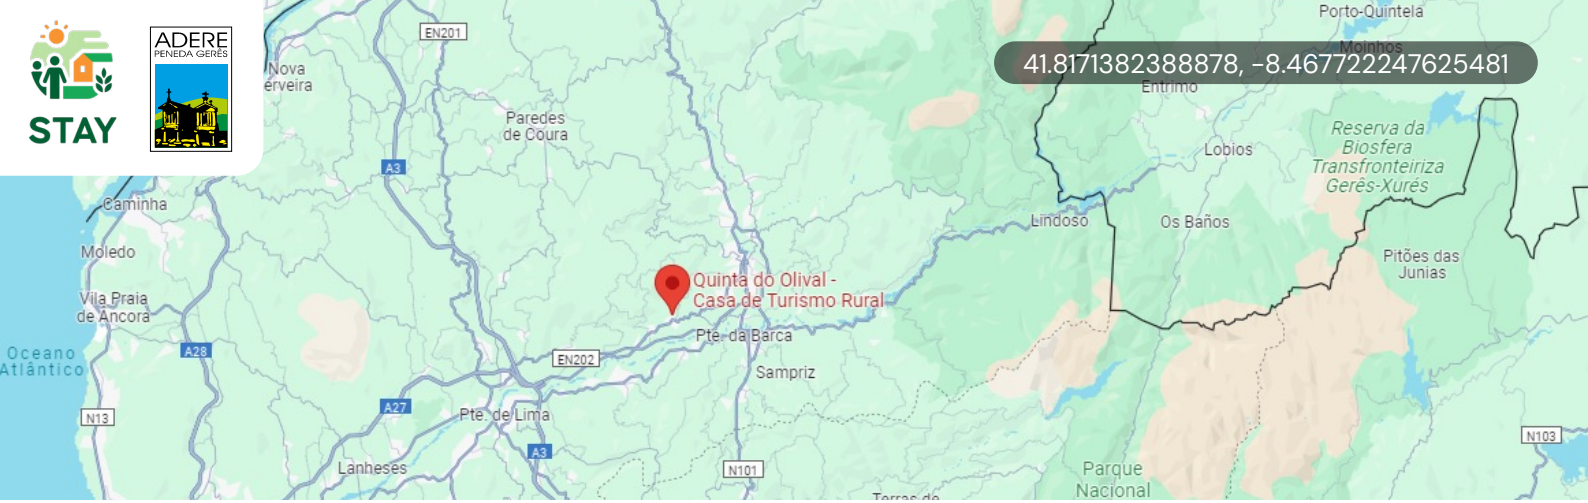 STAY
ADERE
PENEDA GERÊS
41.8171382388878, -8.467722247625481
EN201
A3
Nova
erveira
Paredes
de Coura
Porto-Quintela
Moinhos
Entrimo
Lobios
Reserva da
Biosfera
Transfronteiriza
Gerês-Xurés
Caminha
Moledo
Vila Praia
de Âncora
Oceano
Atlântico
A28
N13
Lindoso
Os Baños
Pitões das
Junias
Quinta do Olival -
Casa de Turismo Rural
Pte. da Barca
EN202
Sampriz
A27
Pte. de Lima
A3
Lanheses
N101
N103
Parque
Nacional
Terras de